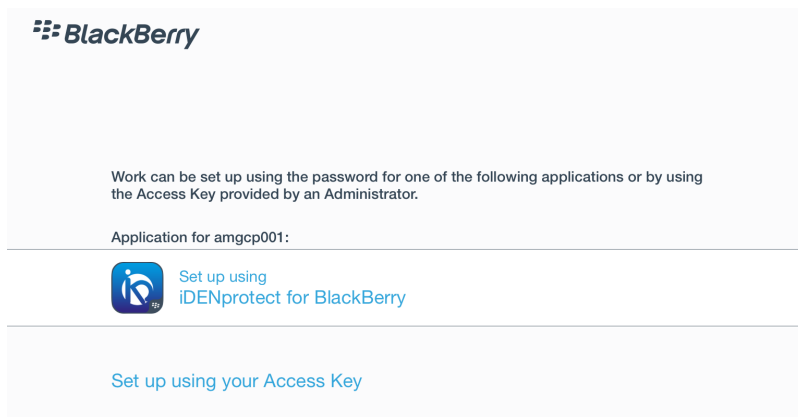 BlackBerry
Work can be set up using the password for one of the following applications or by using
the Access Key provided by an Administrator.
Application for amgcp001:
Set up using
iDENprotect for BlackBerry
Set up using your Access Key